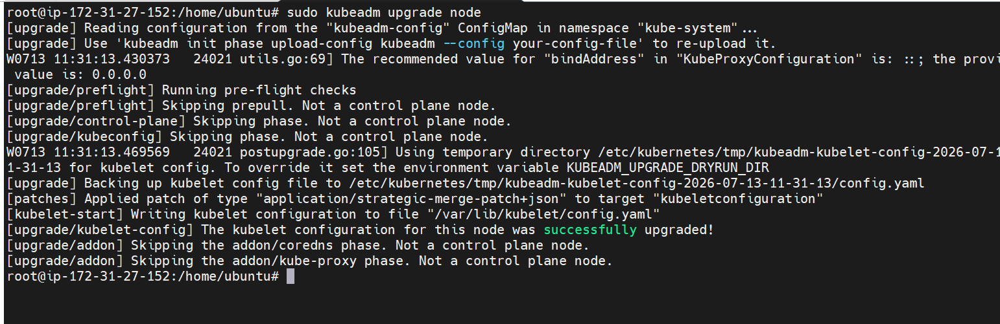 root@ip-172-31-27-152:/home/ubuntu# sudo kubeadm upgrade node
[upgrade] Reading configuration from the "kubeadm-config" ConfigMap in namespace "kube-system"...
[upgrade] Use 'kubeadm init phase upload-config kubeadm --config your-config-file' to re-upload it.
W0713 11:31:13.430373   24021 utils.go:69] The recommended value for "bindAddress" in "KubeProxyConfiguration" is: ::; the provi
 value is: 0.0.0.0
[upgrade/preflight] Running pre-flight checks
[upgrade/preflight] Skipping prepull. Not a control plane node.
[upgrade/control-plane] Skipping phase. Not a control plane node.
[upgrade/kubeconfig] Skipping phase. Not a control plane node.
W0713 11:31:13.469569   24021 postupgrade.go:105] Using temporary directory /etc/kubernetes/tmp/kubeadm-kubelet-config-2026-07-1
1-31-13 for kubelet config. To override it set the environment variable KUBEADM_UPGRADE_DRYRUN_DIR
[upgrade] Backing up kubelet config file to /etc/kubernetes/tmp/kubeadm-kubelet-config-2026-07-13-11-31-13/config.yaml
[patches] Applied patch of type "application/strategic-merge-patch+json" to target "kubeletconfiguration"
[kubelet-start] Writing kubelet configuration to file "/var/lib/kubelet/config.yaml"
[upgrade/kubelet-config] The kubelet configuration for this node was successfully upgraded!
[upgrade/addon] Skipping the addon/coredns phase. Not a control plane node.
[upgrade/addon] Skipping the addon/kube-proxy phase. Not a control plane node.
root@ip-172-31-27-152:/home/ubuntu#